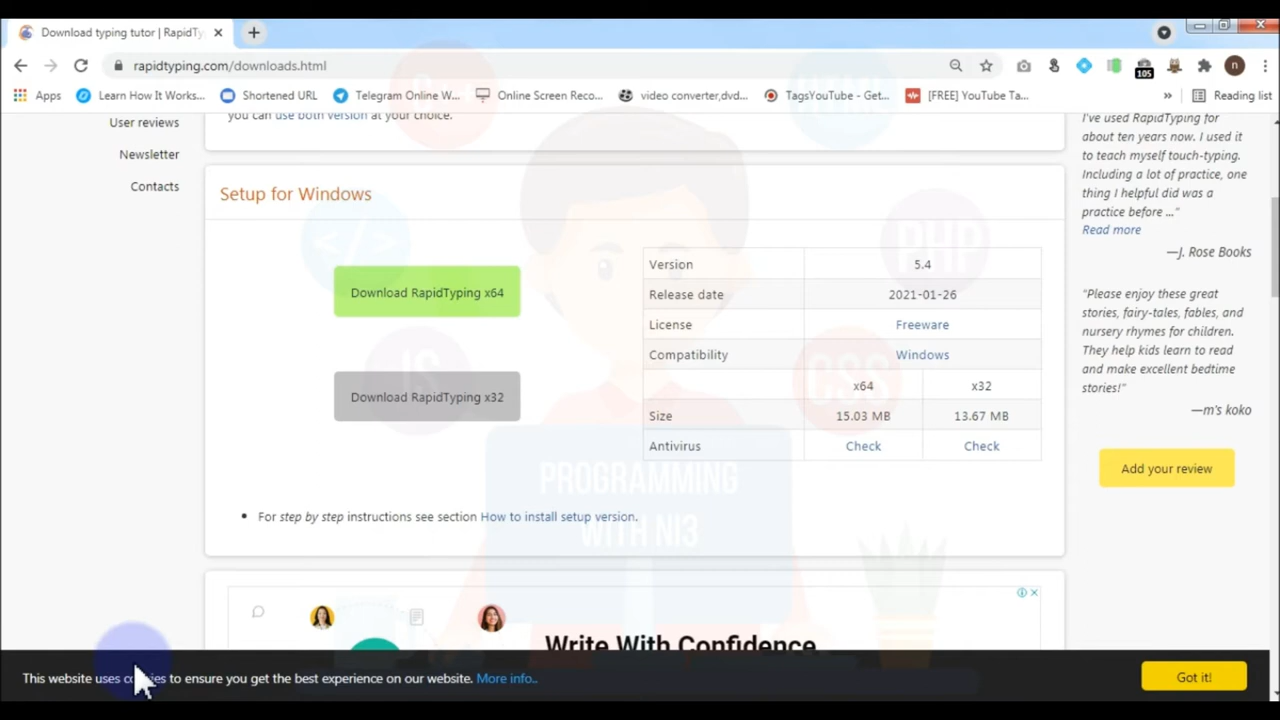 Download typing tutor | RapidTy
rapidtyping.com/downloads.html
105
n
Apps
Learn How It Works...
Shortened URL
Telegram Online W...
Online Screen Reco...
video converter,dvd...
TagsYouTube - Get...
[FREE] YouTube Ta...
»
Reading list
User reviews
Newsletter
Contacts
you can use both version at your choice.
Setup for Windows
Download RapidTyping x64
Download RapidTyping x32
Version 5.4
Release date 2021-01-26
License Freeware
Compatibility Windows
x64 x32
Size 15.03 MB 13.67 MB
Antivirus Check Check
For step by step instructions see section How to install setup version.
I've used RapidTyping for
about ten years now. I used it
to teach myself touch-typing.
Including a lot of practice, one
thing I helpful did was a
practice before ..."
Read more
—J. Rose Books
"Please enjoy these great
stories, fairy-tales, fables, and
nursery rhymes for children.
They help kids learn to read
and make excellent bedtime
stories!"
—m's koko
Add your review
</>
PHP
JS
CSS
PROGRAMMING
WITH NI3
Write With Confidence
This website uses cookies to ensure you get the best experience on our website. More info..
Got it!